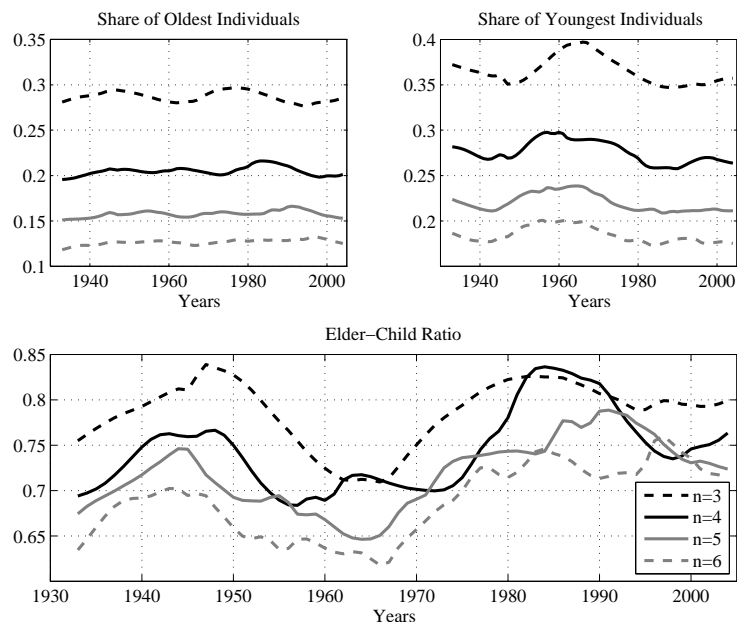 Share of Oldest Individuals
0.35
0.3
0.25
0.2
0.15
0.1
1940 1960 1980 2000
Years
Share of Youngest Individuals
0.4
0.35
0.3
0.25
0.2
1940 1960 1980 2000
Years
Elder−Child Ratio
0.85
0.8
0.75
0.7
0.65
1930 1940 1950 1960 1970 1980 1990 2000
Years
n=3
n=4
n=5
n=6